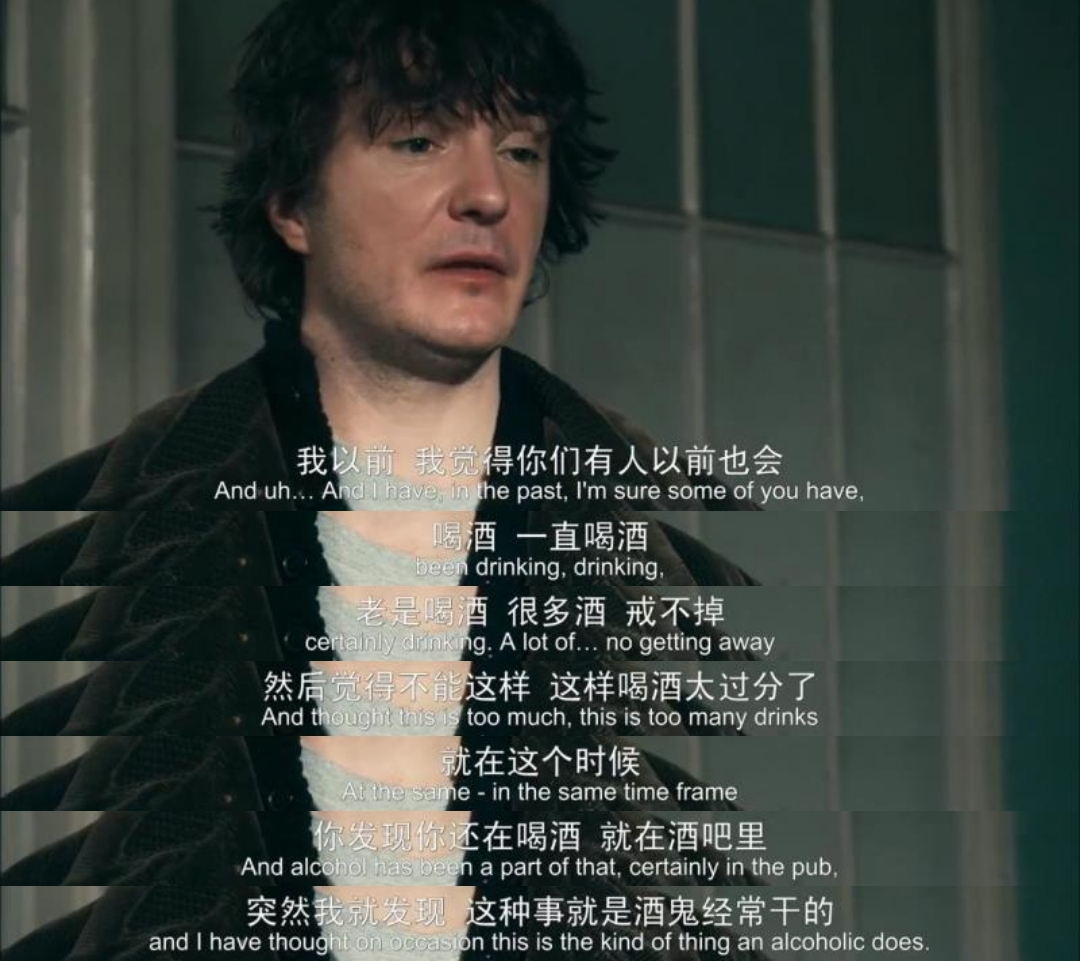 我以前 我觉得你们有人以前也会
And uh... And I have, in the past, I'm sure some of you have,
喝酒 一直喝酒
been drinking, drinking,
老是喝酒 很多酒 戒不掉
certainly drinking. A lot of... no getting away
然后觉得不能这样 这样喝酒太过分了
And thought this is too much, this is too many drinks
就在这个时候
At the same - in the same time frame
你发现你还在喝酒 就在酒吧里
And alcohol has been a part of that, certainly in the pub,
突然我就发现 这种事就是酒鬼经常干的
and I have thought on occasion this is the kind of thing an alcoholic does.